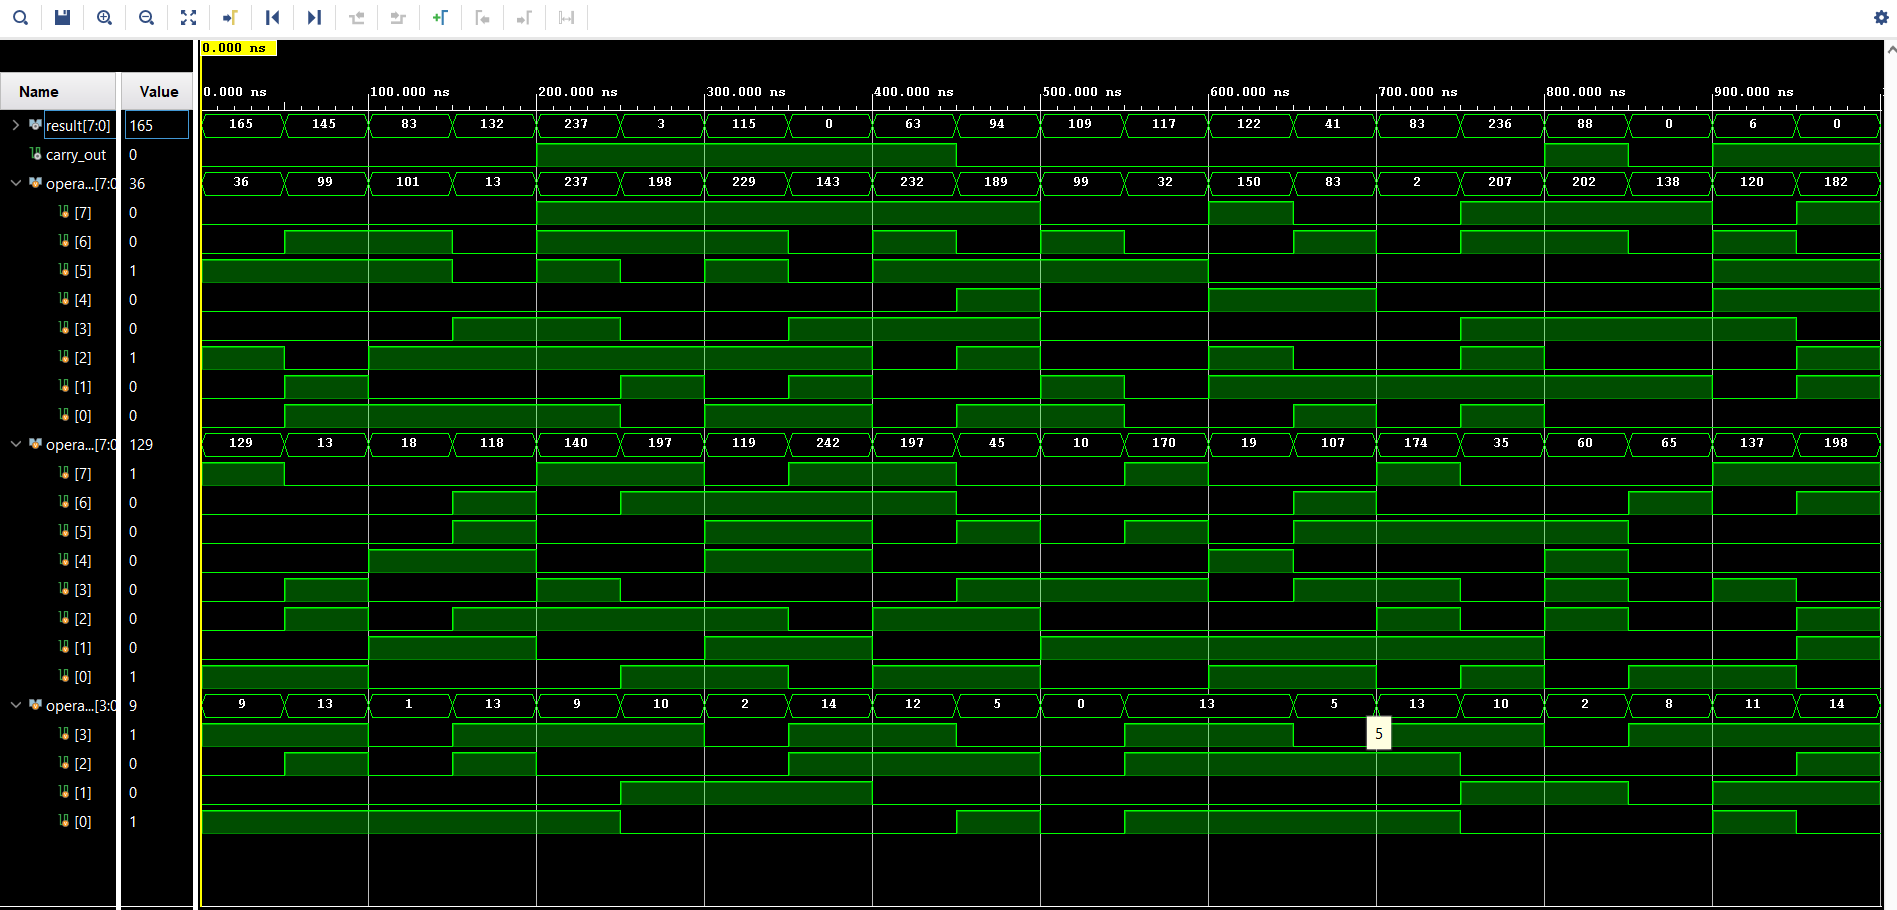 0.000 ns
Name Value
0.000 ns 100.000 ns 200.000 ns 300.000 ns 400.000 ns 500.000 ns 600.000 ns 700.000 ns 800.000 ns 900.000 ns
result[7:0] 165 165 145 83 132 237 3 115 0 63 94 109 117 122 41 83 236 88 0 6 0
carry_out 0
opera...[7:0 36 36 99 101 13 237 198 229 143 232 189 99 32 150 83 2 207 202 138 120 182
[7] 0
[6] 0
[5] 1
[4] 0
[3] 0
[2] 1
[1] 0
[0] 0
opera...[7:0 129 129 13 18 118 140 197 119 242 197 45 10 170 19 107 174 35 60 65 137 198
[7] 1
[6] 0
[5] 0
[4] 0
[3] 0
[2] 0
[1] 0
[0] 1
opera...[3:0 9 9 13 1 13 9 10 2 14 12 5 0 13 5 13 10 2 8 11 14
[3] 1 5
[2] 0
[1] 0
[0] 1